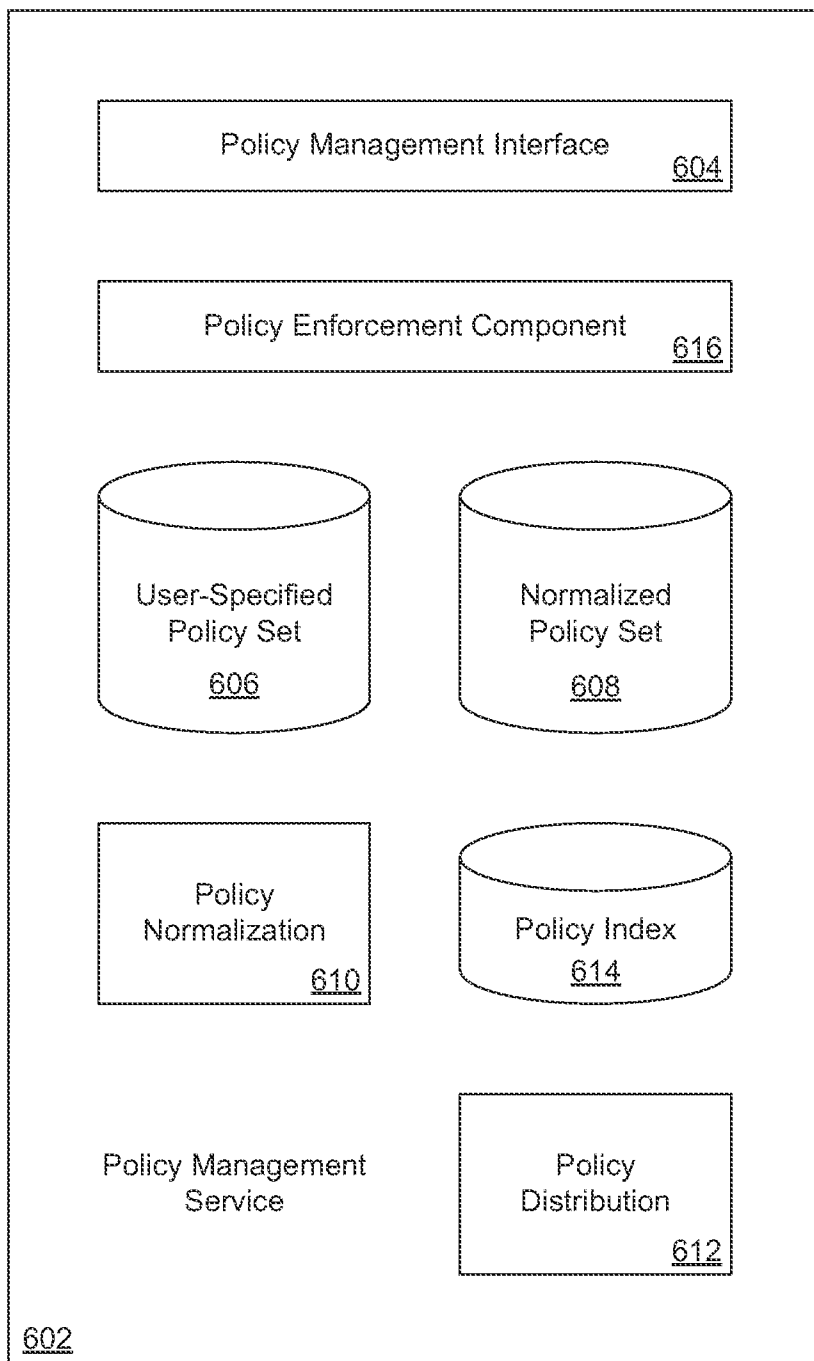 Policy Management Interface
604
Policy Enforcement Component
616
User-Specified
Policy Set
606
Normalized
Policy Set
608
Policy
Normalization
610
Policy Index
614
Policy Management
Service
Policy
Distribution
612
602